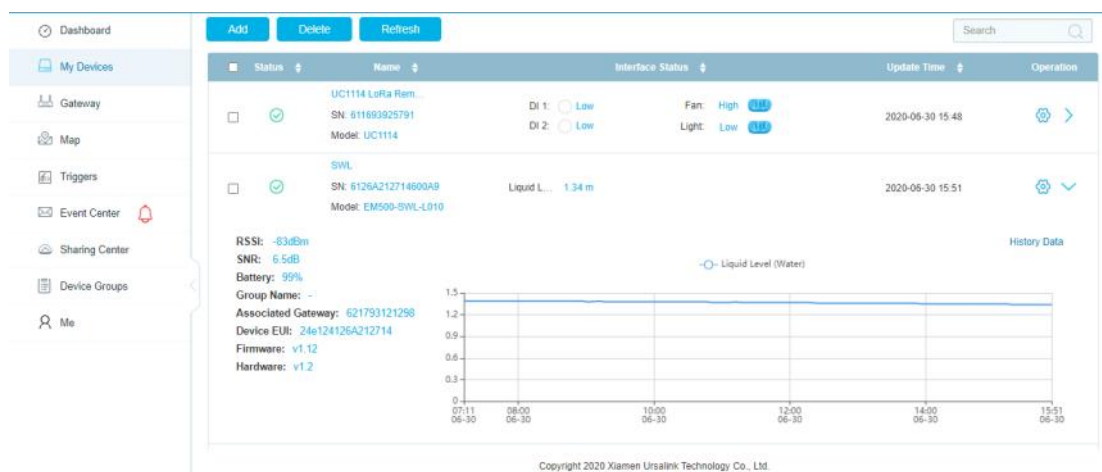 Dashboard
My Devices
Gateway
Map
Triggers
Event Center
Sharing Center
Device Groups
Me
Add Delete Refresh Search
Status Name Interface Status Update Time Operation
UC1114 LoRa Rem...
SN: 611693925791
Model: UC1114
DI 1: Low
DI 2: Low
Fan: High
Light: Low
2020-06-30 15:48
SWL
SN: 6126A212714600A9
Model: EM500-SWL-L010
Liquid L... 1.34 m
2020-06-30 15:51
RSSI: -83dBm
SNR: 6.5dB
Battery: 99%
Group Name: -
Associated Gateway: 621793121298
Device EUI: 24e124126A212714
Firmware: v1.12
Hardware: v1.2
History Data
Liquid Level (Water)
1.5
1.2
0.9
0.6
0.3
0
07:11 08:00 10:00 12:00 14:00 15:51
06-30 06-30 06-30 06-30 06-30 06-30
Copyright 2020 Xiamen Ursalink Technology Co., Ltd.